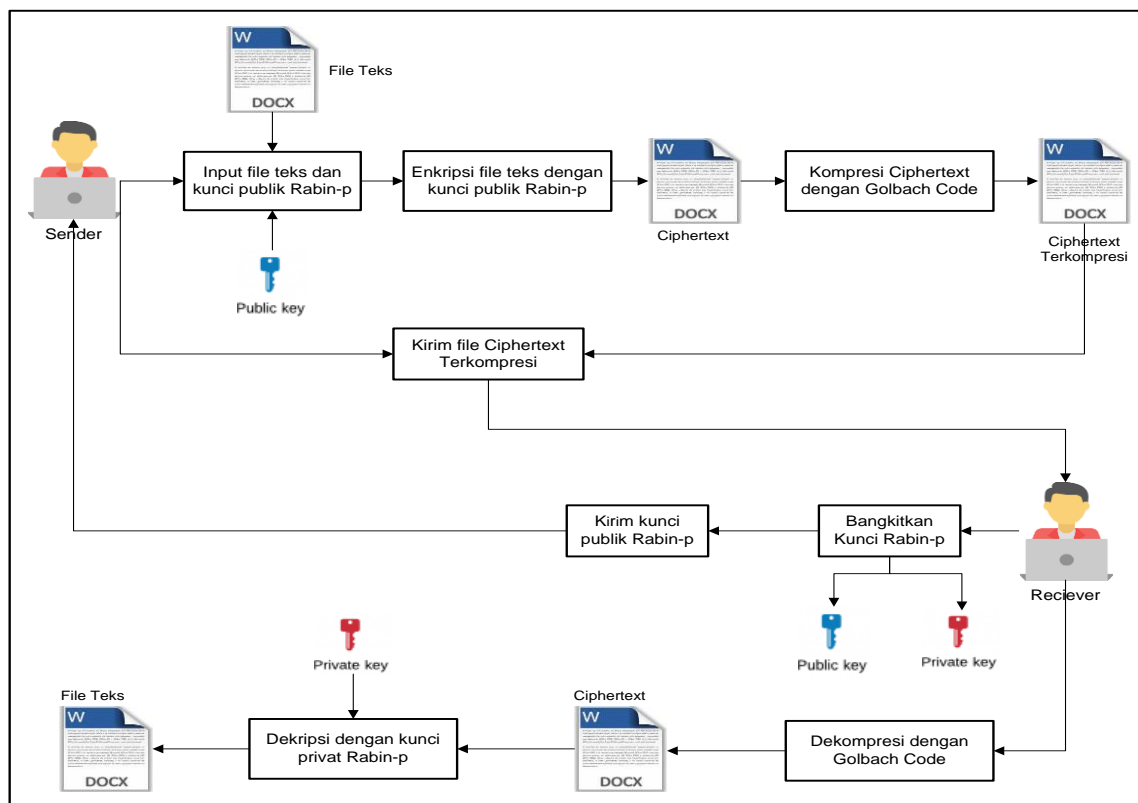 W
File Teks
DOCX
Input file teks dan
kunci publik Rabin-p
Enkripsi file teks dengan
kunci publik Rabin-p
W
DOCX
Ciphertext
Kompresi Ciphertext
dengan Golbach Code
W
DOCX
Ciphertext
Terkompresi
Sender
Public key
Kirim file Ciphertext
Terkompresi
Kirim kunci
publik Rabin-p
Bangkitkan
Kunci Rabin-p
Reciever
Public key
Private key
Private key
File Teks
W
DOCX
Dekripsi dengan kunci
privat Rabin-p
Ciphertext
W
DOCX
Dekompresi dengan
Golbach Code